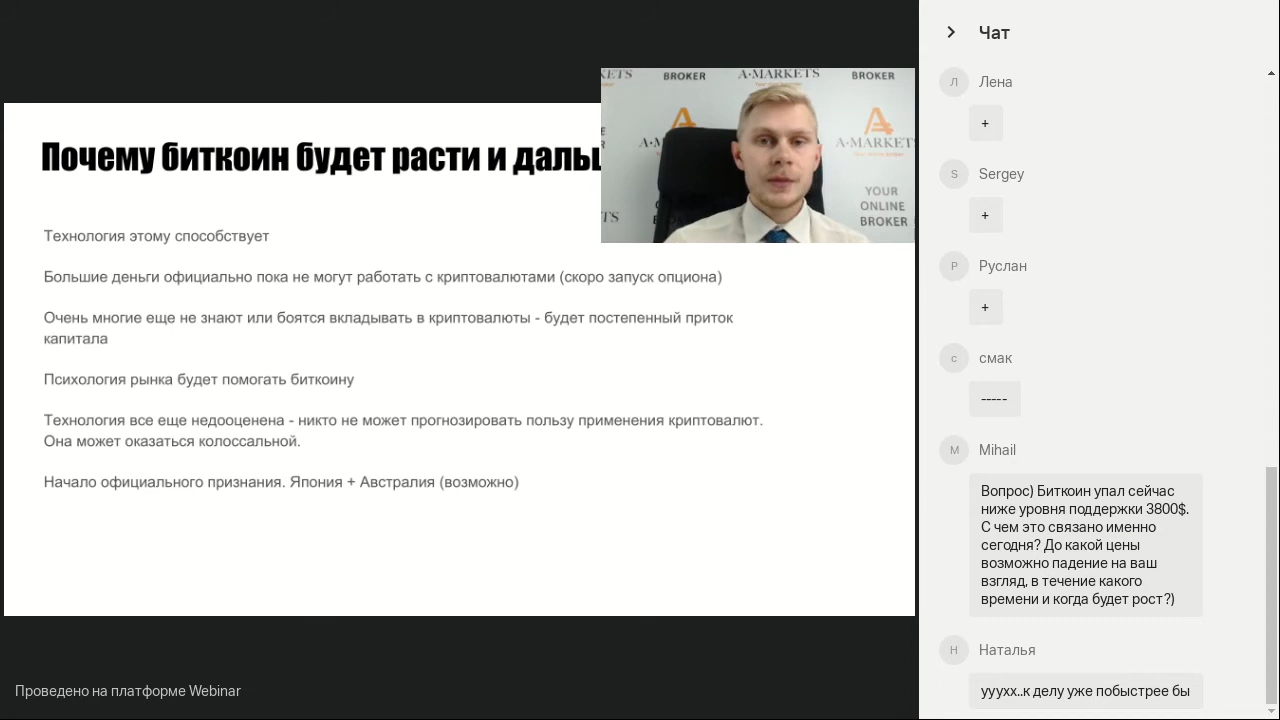 Почему биткоин будет расти и
Технология этому способствует
Большие деньги официально пока не могут работать с криптовалютами (скоро запуск опциона)
Очень многие еще не знают или боятся вкладывать в криптовалюты - будет постепенный приток
капитала
Психология рынка будет помогать биткоину
Технология все еще недооценена - никто не может прогнозировать пользу применения криптовалют.
Она может оказаться колоссальной.
Начало официального признания. Япония + Австралия (возможно)
BROKER
A·MARKETS
BROKER
A·MARKETS
YOUR
ONLINE
BROKER
Проведено на платформе Webinar
Чат
Л
Лена
+
S
Sergey
+
Р
Руслан
+
с
смак
-----
M
Mihail
Вопрос) Биткоин упал сейчас
ниже уровня поддержки 3800$.
С чем это связано именно
сегодня? До какой цены
возможно падение на ваш
взгляд, в течение какого
времени и когда будет рост?)
Н
Наталья
ууухх..к делу уже побыстрее бы